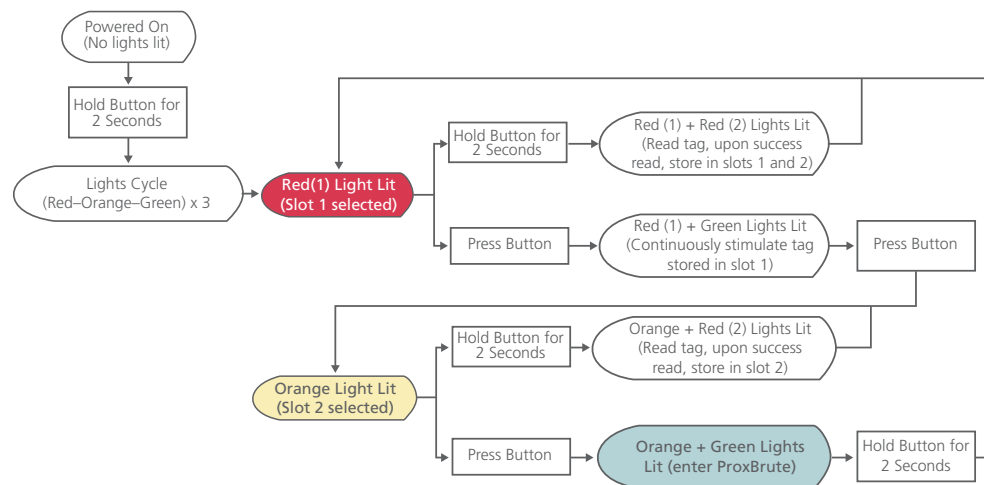 Powered On
(No lights lit)
Hold Button for
2 Seconds
Lights Cycle
(Red–Orange–Green) x 3
Red(1) Light Lit
(Slot 1 selected)
Hold Button for
2 Seconds
Red (1) + Red (2) Lights Lit
(Read tag, upon success
read, store in slots 1 and 2)
Press Button
Red (1) + Green Lights Lit
(Continuously stimulate tag
stored in slot 1)
Press Button
Orange Light Lit
(Slot 2 selected)
Hold Button for
2 Seconds
Orange + Red (2) Lights Lit
(Read tag, upon success
read, store in slot 2)
Press Button
Orange + Green Lights
Lit (enter ProxBrute)
Hold Button for
2 Seconds